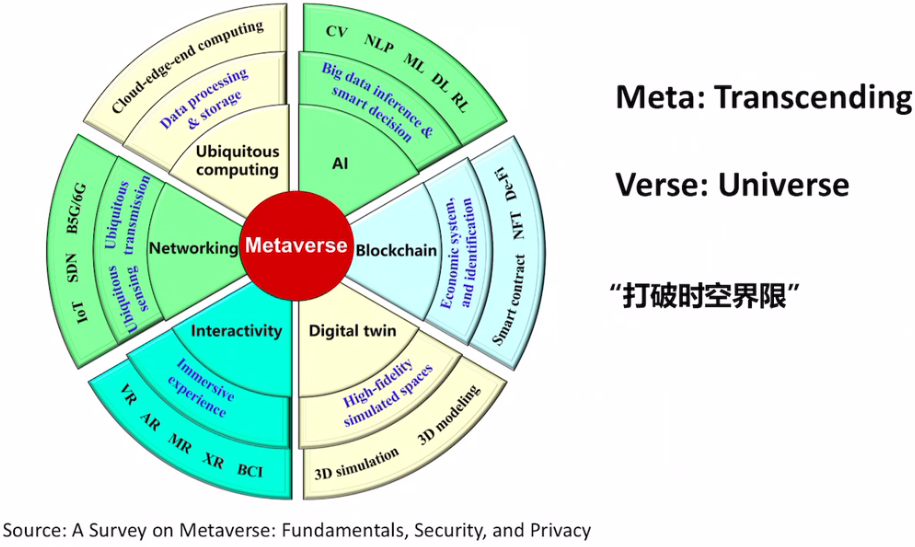 Cloud-edge-end computing
Data processing
& storage
Ubiquitous
computing
CV NLP ML DL RL
Big data inference &
smart decision
AI
B5G/6G
SDN
IoT
Ubiquitous
transmission
Ubiquitous
sensing
Networking
Metaverse
Blockchain
Economic system,
and identification
De-Fi
NFT
Smart contract
Interactivity
Immersive
experience
VR AR MR XR BCI
Digital twin
High-fidelity
simulated spaces
3D simulation 3D modeling
Meta: Transcending
Verse: Universe
“打破时空界限”
Source: A Survey on Metaverse: Fundamentals, Security, and Privacy